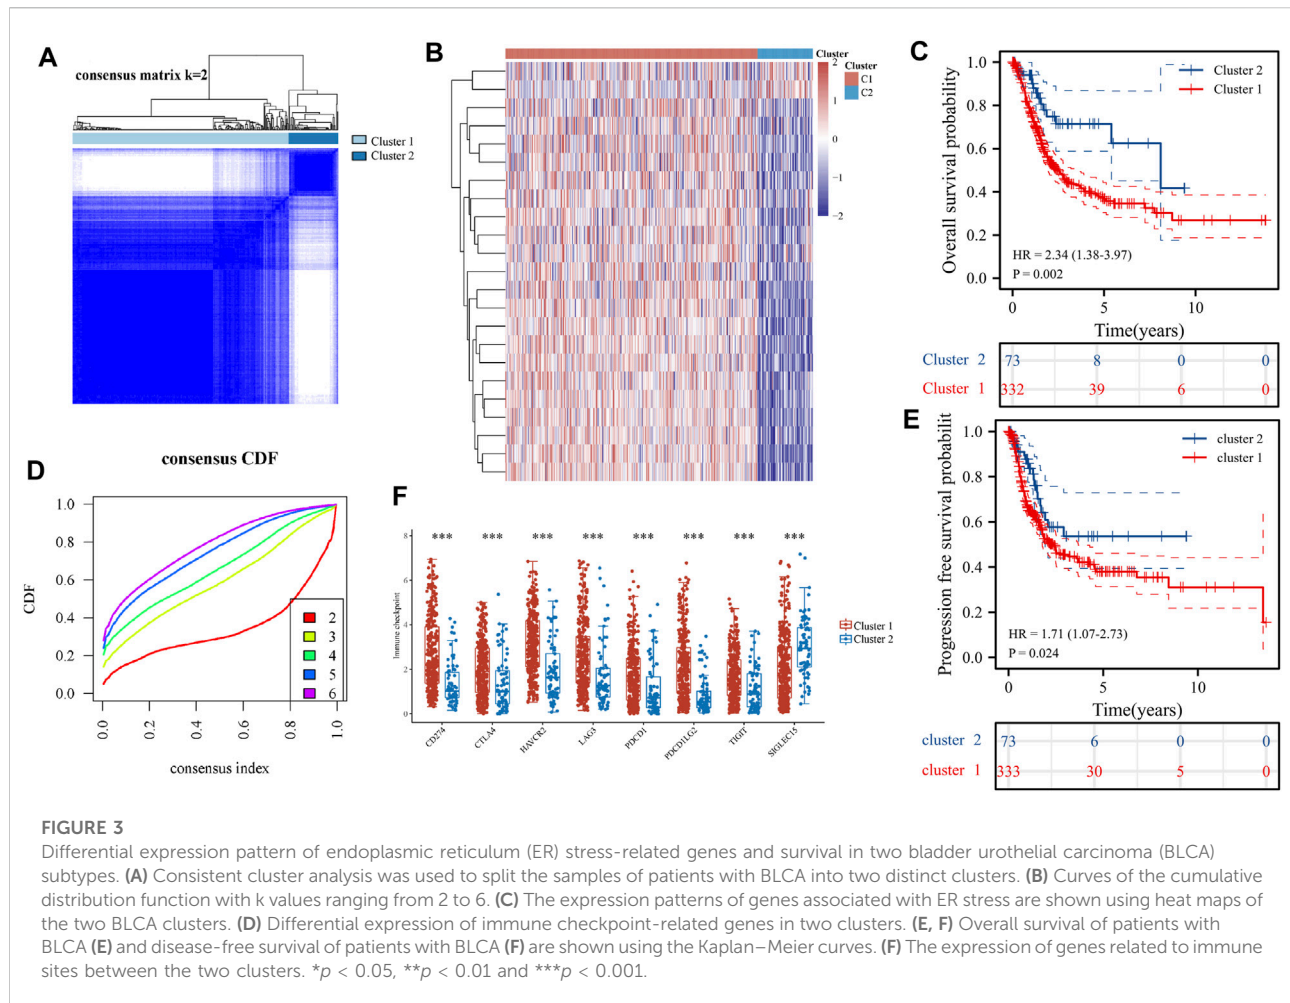 A
consensus matrix k=2
Cluster 1
Cluster 2
B
Cluster
Cluster
C1
C2
2
1
0
−1
−2
C
Overall survival probability
1.0
0.8
0.6
0.4
0.2
0.0
Cluster 2
Cluster 1
HR = 2.34 (1.38-3.97)
P = 0.002
0 5 10
Time(years)
Cluster 2 73 8 0 0
Cluster 1 332 39 6 0
D
consensus CDF
CDF
1.0
0.8
0.6
0.4
0.2
0.0
2
3
4
5
6
0.0 0.2 0.4 0.6 0.8 1.0
consensus index
F
Immune checkpoint
8
6
4
2
0
*** *** *** *** *** *** *** ***
Cluster 1
Cluster 2
CD274 CTLA4 HAVCR2 LAG3 PDCD1 PDCD1LG2 TIGIT SIGLEC15
E
Progression free survival probabilit
1.0
0.8
0.6
0.4
0.2
0.0
cluster 2
cluster 1
HR = 1.71 (1.07-2.73)
P = 0.024
0 5 10
Time(years)
cluster 2 73 6 0 0
cluster 1 333 30 5 0
FIGURE 3
Differential expression pattern of endoplasmic reticulum (ER) stress-related genes and survival in two bladder urothelial carcinoma (BLCA)
subtypes. (A) Consistent cluster analysis was used to split the samples of patients with BLCA into two distinct clusters. (B) Curves of the cumulative
distribution function with k values ranging from 2 to 6. (C) The expression patterns of genes associated with ER stress are shown using heat maps of
the two BLCA clusters. (D) Differential expression of immune checkpoint-related genes in two clusters. (E, F) Overall survival of patients with
BLCA (E) and disease-free survival of patients with BLCA (F) are shown using the Kaplan–Meier curves. (F) The expression of genes related to immune
sites between the two clusters. *p < 0.05, **p < 0.01 and ***p < 0.001.